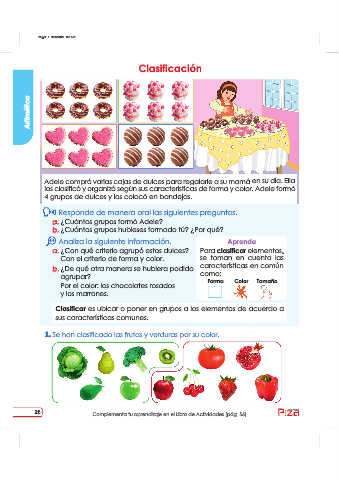 Clasificación
Aritmética
Adele compró varias cajas de dulces para regalarle a su mamá en su día. Ella
los clasificó y organizó según sus características de forma y color. Adele formó
4 grupos de dulces y los colocó en bandejas.
Responde de manera oral las siguientes preguntas.
a. ¿Cuántos grupos formó Adele?
b. ¿Cuántos grupos hubieses formado tú? ¿Por qué?
Analiza la siguiente información.
a. ¿Con qué criterio agrupó estos dulces?
Con el criterio de forma y color.
b. ¿De qué otra manera se hubiera podido
agrupar?
Por el color: los chocolates rosados
y los marrones.
Aprende
Para clasificar elementos,
se toman en cuenta las
características en común
como:
Forma Color Tamaño
Clasificar es ubicar o poner en grupos a los elementos de acuerdo a
sus características comunes.
1. Se han clasificado las frutas y verduras por su color.
26
Complementa tu aprendizaje en el Libro de Actividades (pág. 56)